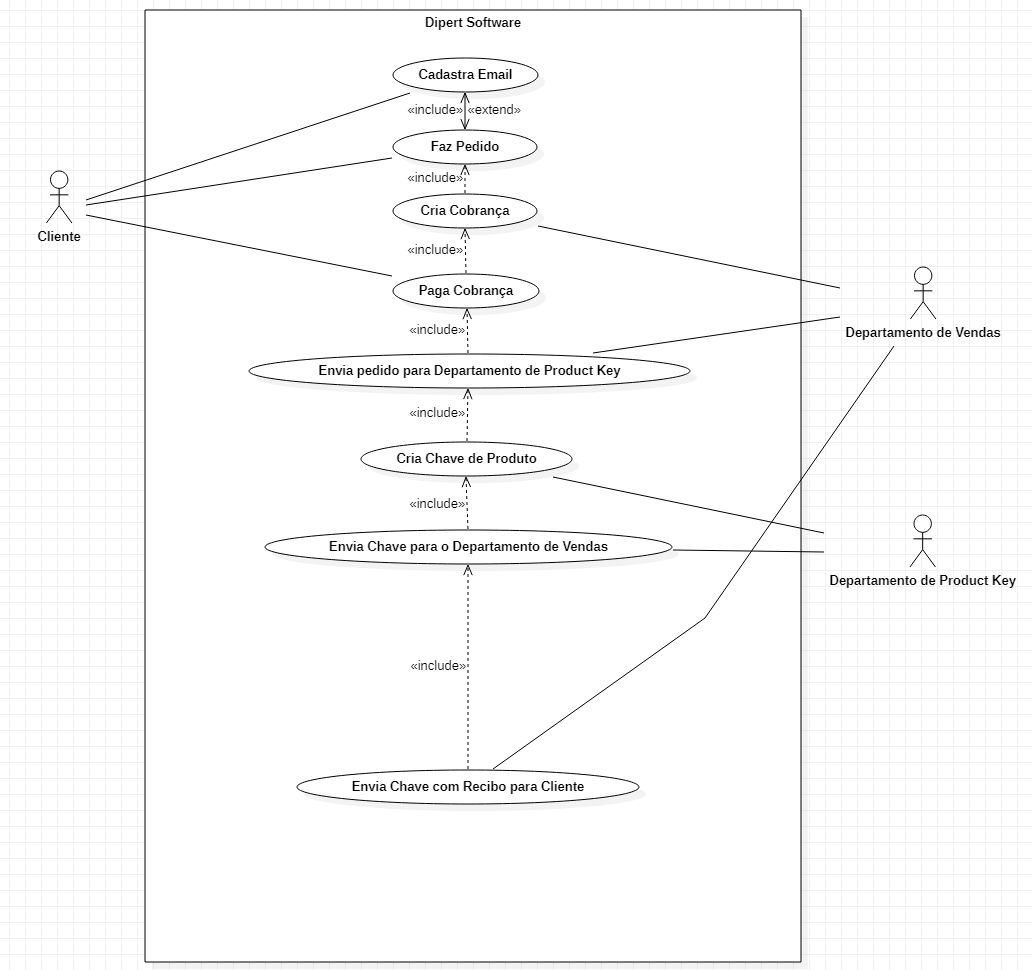 Dipert Software
Cadastra Email
«include» «extend»
Faz Pedido
«include»
Cria Cobrança
«include»
Cliente
Paga Cobrança
«include»
Departamento de Vendas
Envia pedido para Departamento de Product Key
«include»
Cria Chave de Produto
«include»
Envia Chave para o Departamento de Vendas
Departamento de Product Key
«include»
Envia Chave com Recibo para Cliente